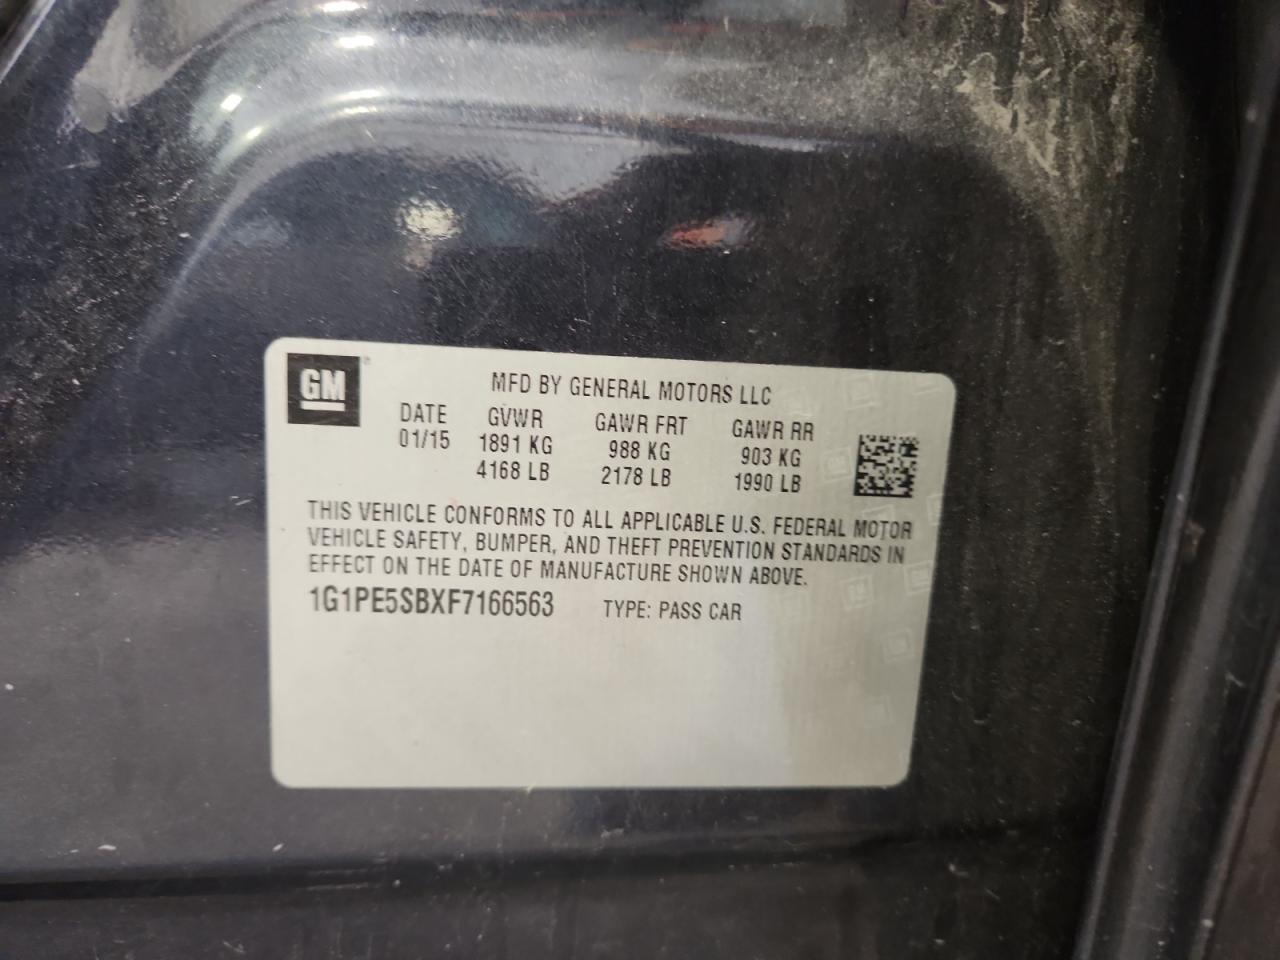 GM
MFD BY GENERAL MOTORS LLC
DATE GVWR GAWR FRT GAWR RR
01/15 1891 KG 988 KG 903 KG
4168 LB 2178 LB 1990 LB
THIS VEHICLE CONFORMS TO ALL APPLICABLE U.S. FEDERAL MOTOR
VEHICLE SAFETY, BUMPER, AND THEFT PREVENTION STANDARDS IN
EFFECT ON THE DATE OF MANUFACTURE SHOWN ABOVE.
1G1PE5SBXF7166563 TYPE: PASS CAR